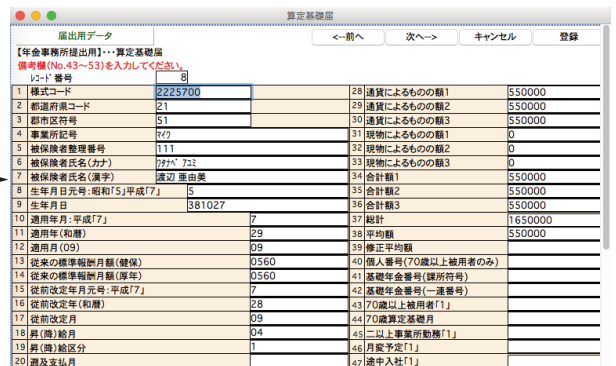 算定基礎届
届出用データ
<--前へ
次へ-->
キャンセル
登録
【年金事務所提出用】･･･算定基礎届
備考欄(No.43～53)を入力してください。
ﾚｺｰﾄﾞ番号 8
1 様式コード 2225700
2 都道府県コード 21
3 郡市区符号 51
4 事業所記号 ﾏｲﾜ
5 被保険者整理番号 111
6 被保険者氏名(カナ) ﾜﾀﾅﾍﾞ ｱﾕﾐ
7 被保険者氏名(漢字) 渡辺 亜由美
8 生年月日元号:昭和「5」平成「7」 5
9 生年月日 381027
10 適用年月:平成「7」 7
11 適用年(和暦) 29
12 適用月(09) 09
13 従来の標準報酬月額(健保) 0560
14 従来の標準報酬月額(厚年) 0560
15 従前改定年月元号:平成「7」 7
16 従前改定年(和暦) 28
17 従前改定月 09
18 昇(降)給月 04
19 昇(降)給区分 1
20 遡及支払月
28 通貨によるものの額1 550000
29 通貨によるものの額2 550000
30 通貨によるものの額3 550000
31 現物によるものの額1 0
32 現物によるものの額2 0
33 現物によるものの額3 0
34 合計額1 550000
35 合計額2 550000
36 合計額3 550000
37 総計 1650000
38 平均額 550000
39 修正平均額
40 個人番号(70歳以上被用者のみ)
41 基礎年金番号(課所符号)
42 基礎年金番号(一連番号)
43 70歳以上被用者「1」
44 70歳算定基礎月
45 二以上事業所勤務「1」
46 月変予定「1」
47 途中入社「1」